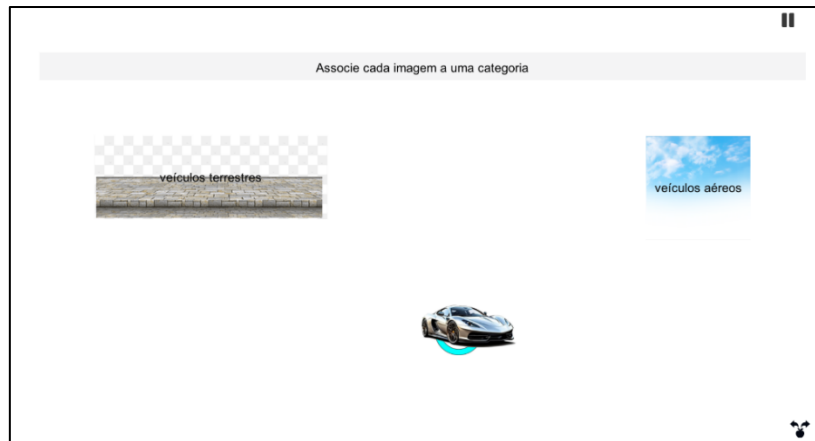 Associe cada imagem a uma categoria
veículos terrestres
veículos aéreos